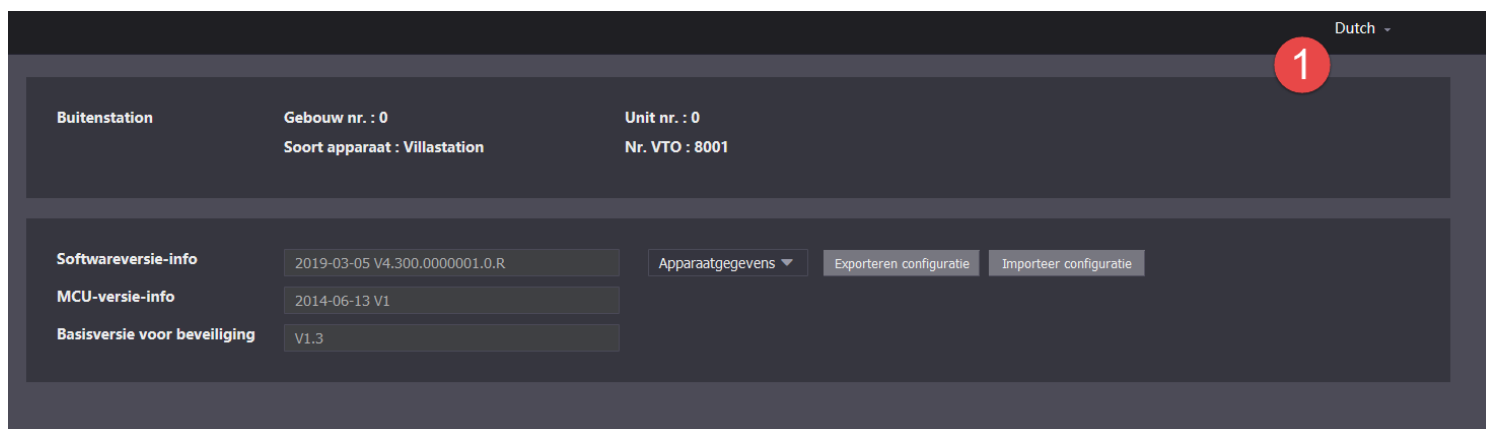 Dutch
1
Buitenstation Gebouw nr. : 0 Unit nr. : 0
Soort apparaat : Villastation Nr. VTO : 8001
Softwareversie-info 2019-03-05 V4.300.0000001.0.R Apparaatgegevens Exporteren configuratie Importeer configuratie
MCU-versie-info 2014-06-13 V1
Basisversie voor beveiliging V1.3